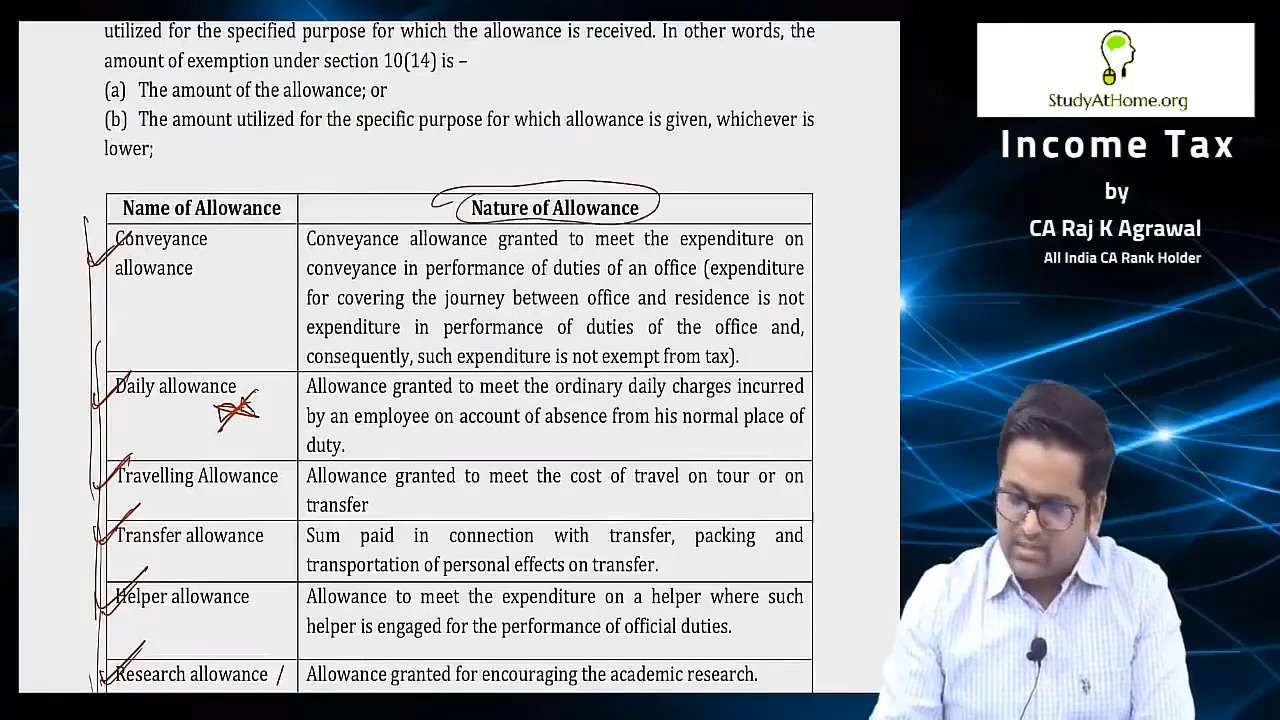 utilized for the specified purpose for which the allowance is received. In other words, the
amount of exemption under section 10(14) is –
(a) The amount of the allowance; or
(b) The amount utilized for the specific purpose for which allowance is given, whichever is
lower;
Name of Allowance
Nature of Allowance
Conveyance
allowance
Conveyance allowance granted to meet the expenditure on
conveyance in performance of duties of an office (expenditure
for covering the journey between office and residence is not
expenditure in performance of duties of the office and,
consequently, such expenditure is not exempt from tax).
Daily allowance
Allowance granted to meet the ordinary daily charges incurred
by an employee on account of absence from his normal place of
duty.
Travelling Allowance
Allowance granted to meet the cost of travel on tour or on
transfer
Transfer allowance
Sum paid in connection with transfer, packing and
transportation of personal effects on transfer.
Helper allowance
Allowance to meet the expenditure on a helper where such
helper is engaged for the performance of official duties.
Research allowance /
Allowance granted for encouraging the academic research.
StudyAtHome.org
Income Tax
by
CA Raj K Agrawal
All India CA Rank Holder